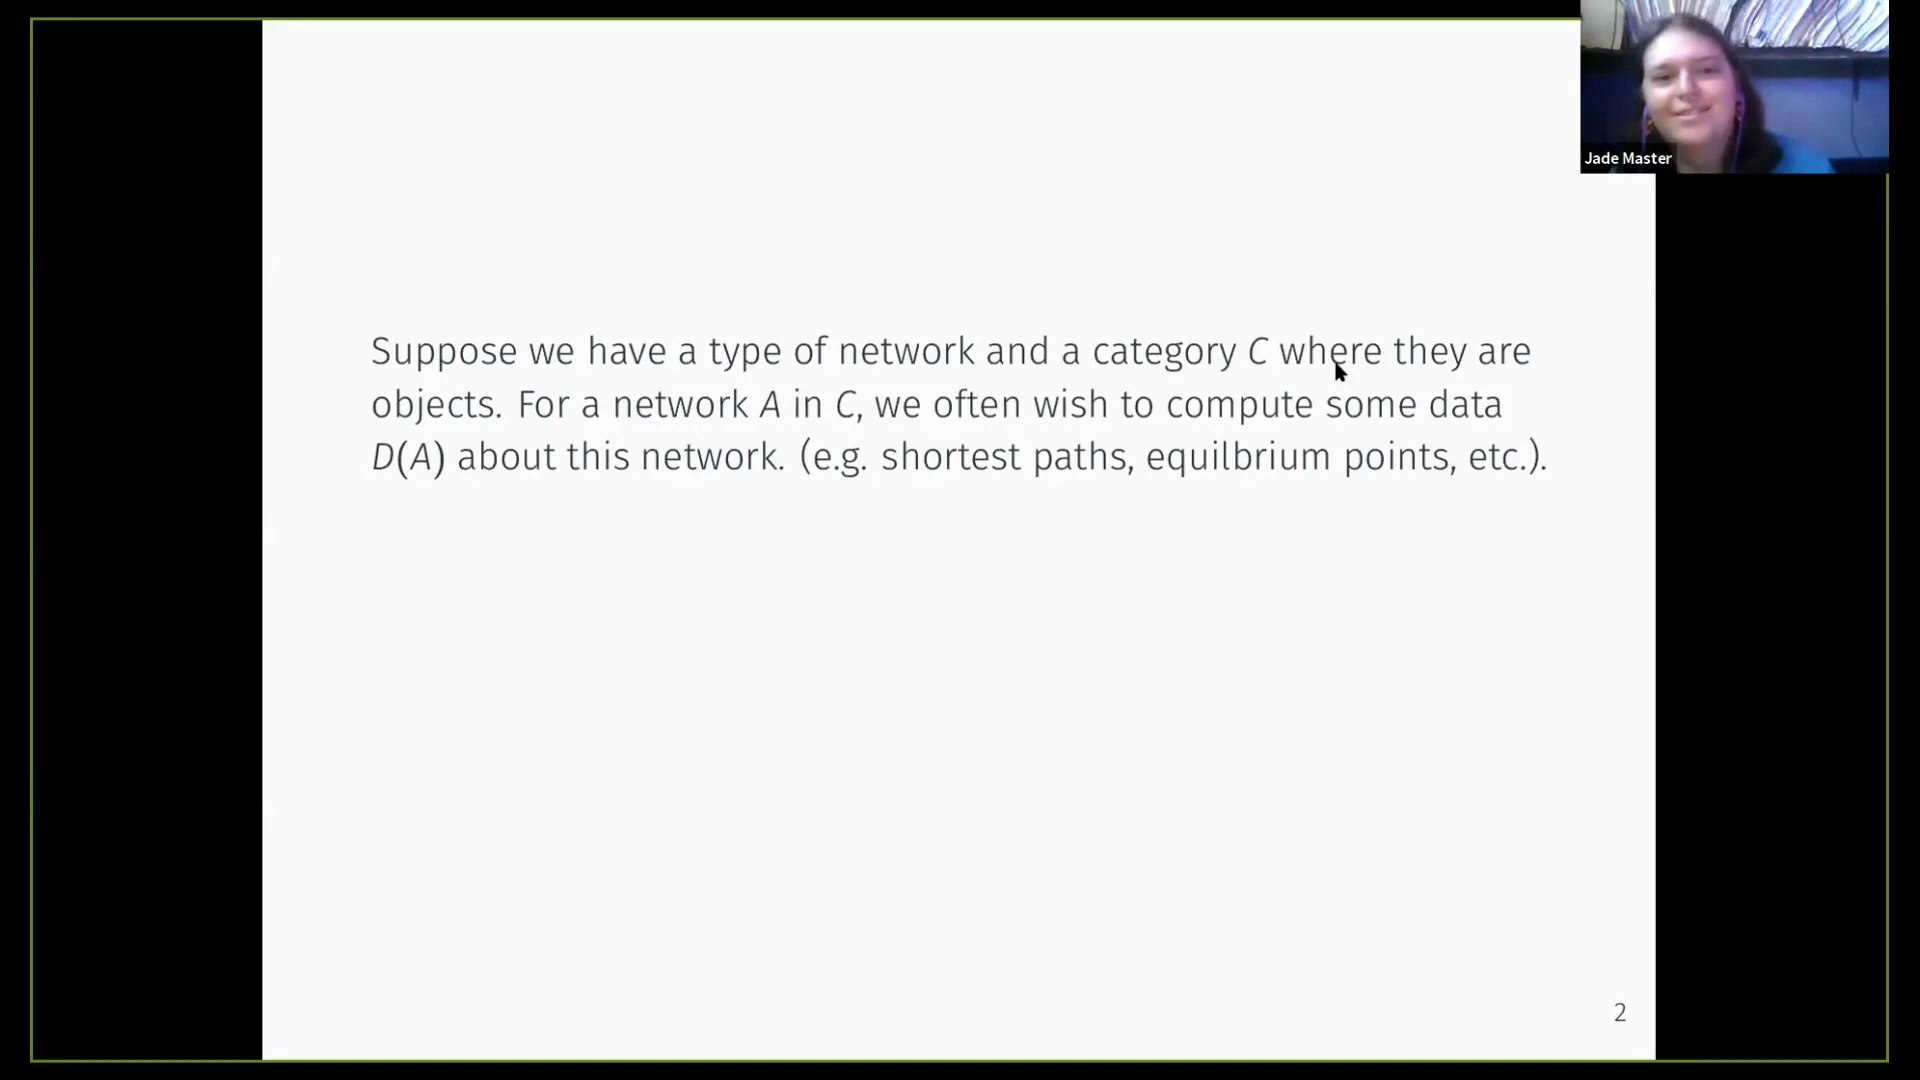 Jade Master
Suppose we have a type of network and a category C where they are
objects. For a network A in C, we often wish to compute some data
D(A) about this network. (e.g. shortest paths, equilbrium points, etc.).
2